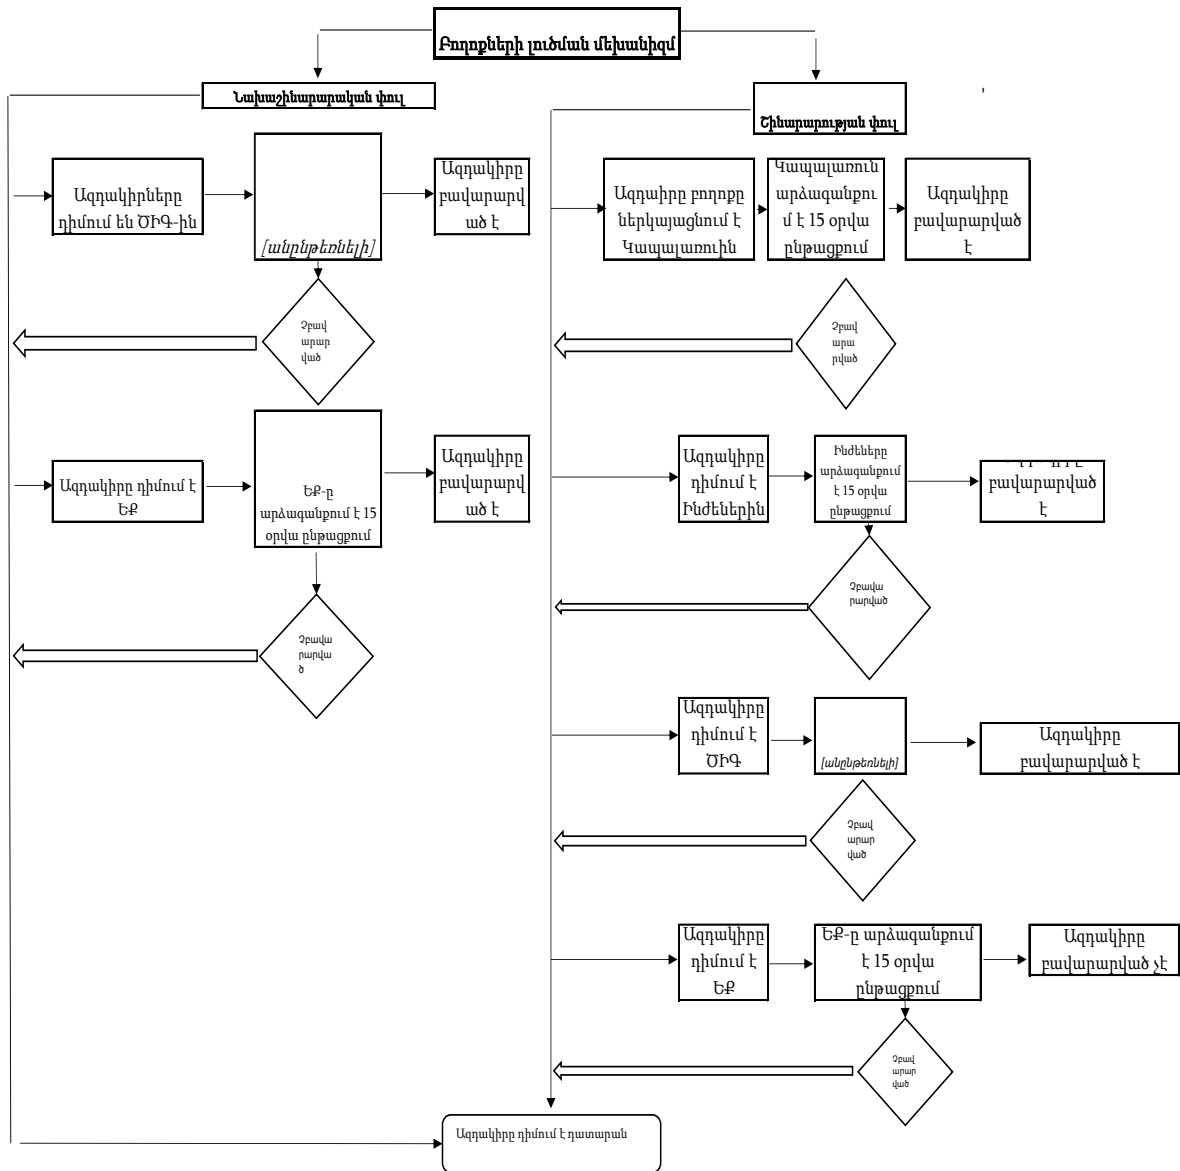 Բողոքների լուծման մեխանիզմ
Նախաշինարարական փուլ
Շինարարության փուլ
Ազդակիրները
դիմում են ԾԻԳ-ին
[անընթեռնելի]
Ազդակիրը
բավարարվ
ած է
Չբավ
արար
ված
Ազդակիրը դիմում է
ԵՔ
ԵՔ-ը
արձագանքում է 15
օրվա ընթացքում
Ազդակիրը
բավարարվ
ած է
Չբավա
րարվա
ծ
Ազդաիրը բողոքը
ներկայացնում է
Կապալառուին
Կապալառուն
արձագանքու
մ է 15 օրվա
ընթացքում
Ազդակիրը
բավարարված
է
Չբավ
արա
րված
Ազդակիրը
դիմում է
Ինժեներին
Ինժեները
արձագանքում
է 15 օրվա
ընթացքում
բավարարված
է
Չբավա
րարված
Ազդակիրը
դիմում է
ԾԻԳ
[անընթեռնելի]
Ազդակիրը
բավարարված է
Չբավ
արար
ված
Ազդակիրը
դիմում է
ԵՔ
ԵՔ-ը արձագանքում
է 15 օրվա
ընթացքում
Ազդակիրը
բավարարված չէ
Չբավ
արար
ված
Ազդակիրը դիմում է դատարան